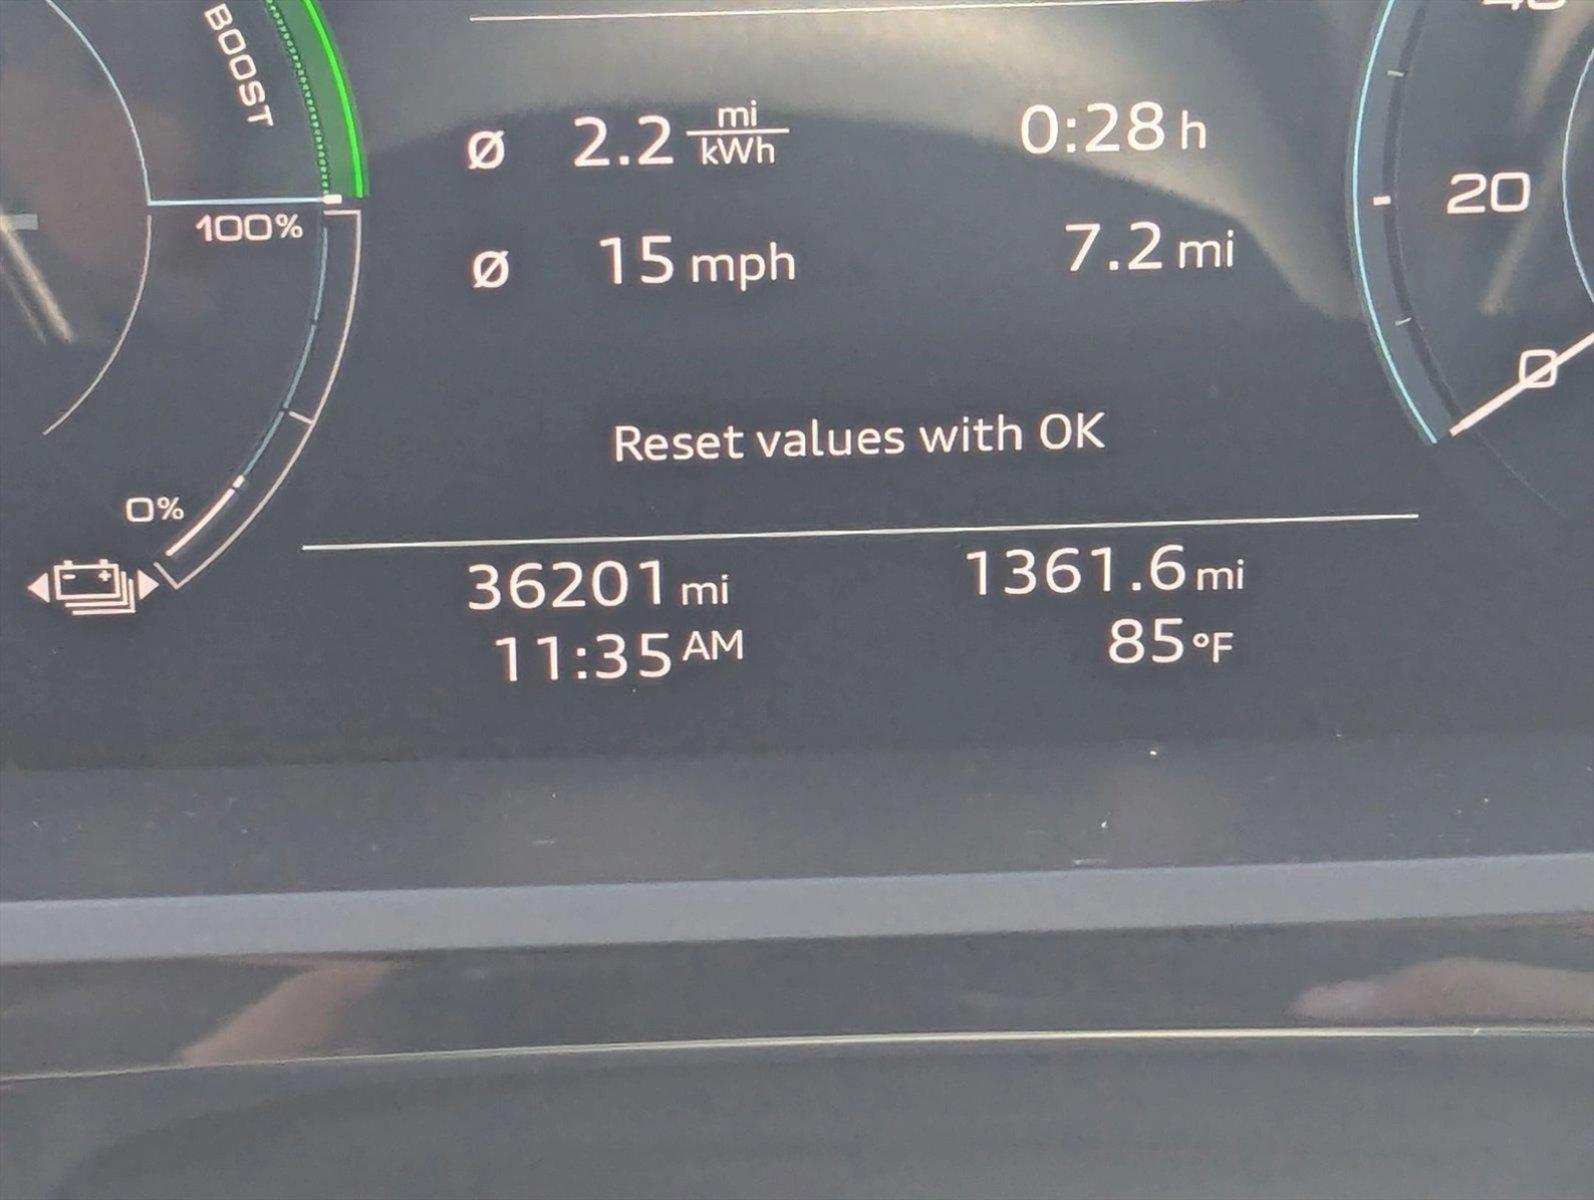 BOOST
ø 2.2 mi/kWh 0:28 h
100% 20
ø 15 mph 7.2 mi
0
Reset values with OK
0%
36201 mi 1361.6 mi
11:35 AM 85 °F